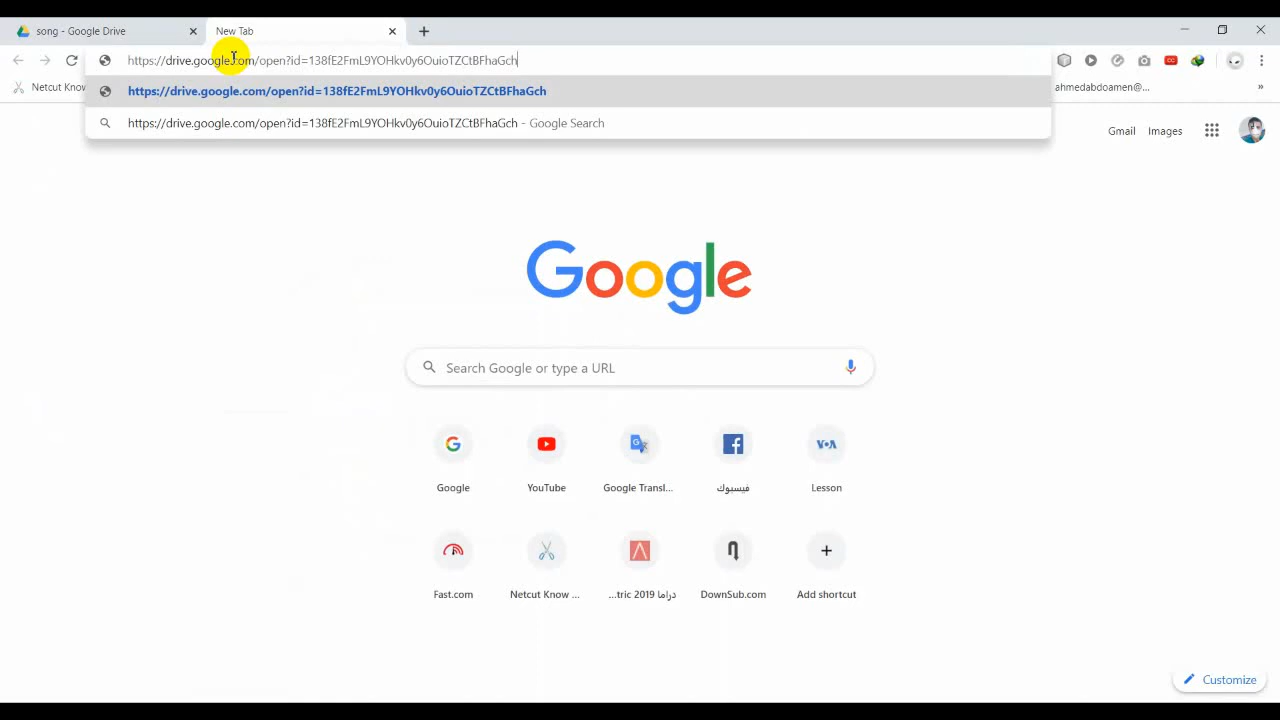 song - Google Drive
New Tab
https://drive.google.com/open?id=138fE2FmL9YOHkv0y6OuioTZCtBFhaGch
Netcut Know
https://drive.google.com/open?id=138fE2FmL9YOHkv0y6OuioTZCtBFhaGch
ahmedabdoamen@...
»
https://drive.google.com/open?id=138fE2FmL9YOHkv0y6OuioTZCtBFhaGch - Google Search
Gmail Images
Google
Search Google or type a URL
VOA
Google
YouTube
Google Transl...
فيسبوك
Lesson
Fast.com
Netcut Know ...
...tric 2019 دراما
DownSub.com
Add shortcut
Customize